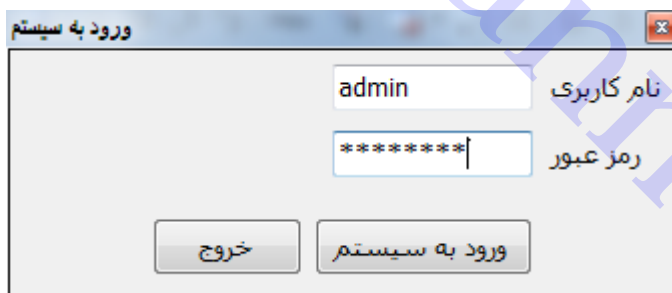 ورود به سیستم
نام کاربری admin
رمز عبور ********
ورود به سیستم خروج